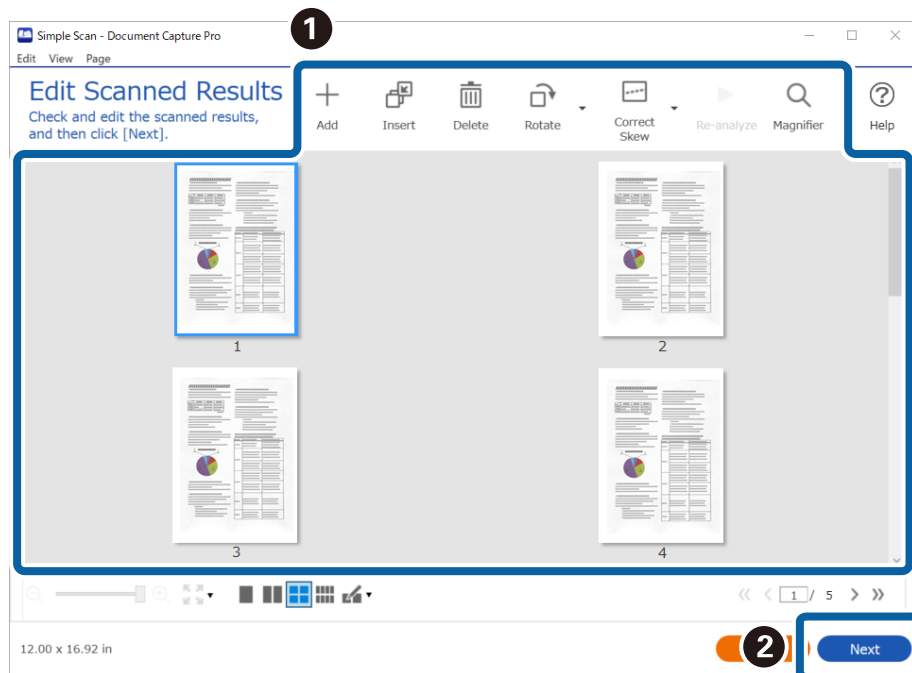 1
Simple Scan - Document Capture Pro
Edit View Page
Edit Scanned Results
Check and edit the scanned results,
and then click [Next].
Add
Insert
Delete
Rotate
Correct
Skew
Re-analyze
Magnifier
Help
1
2
3
4
1 / 5
12.00 x 16.92 in
2
Next